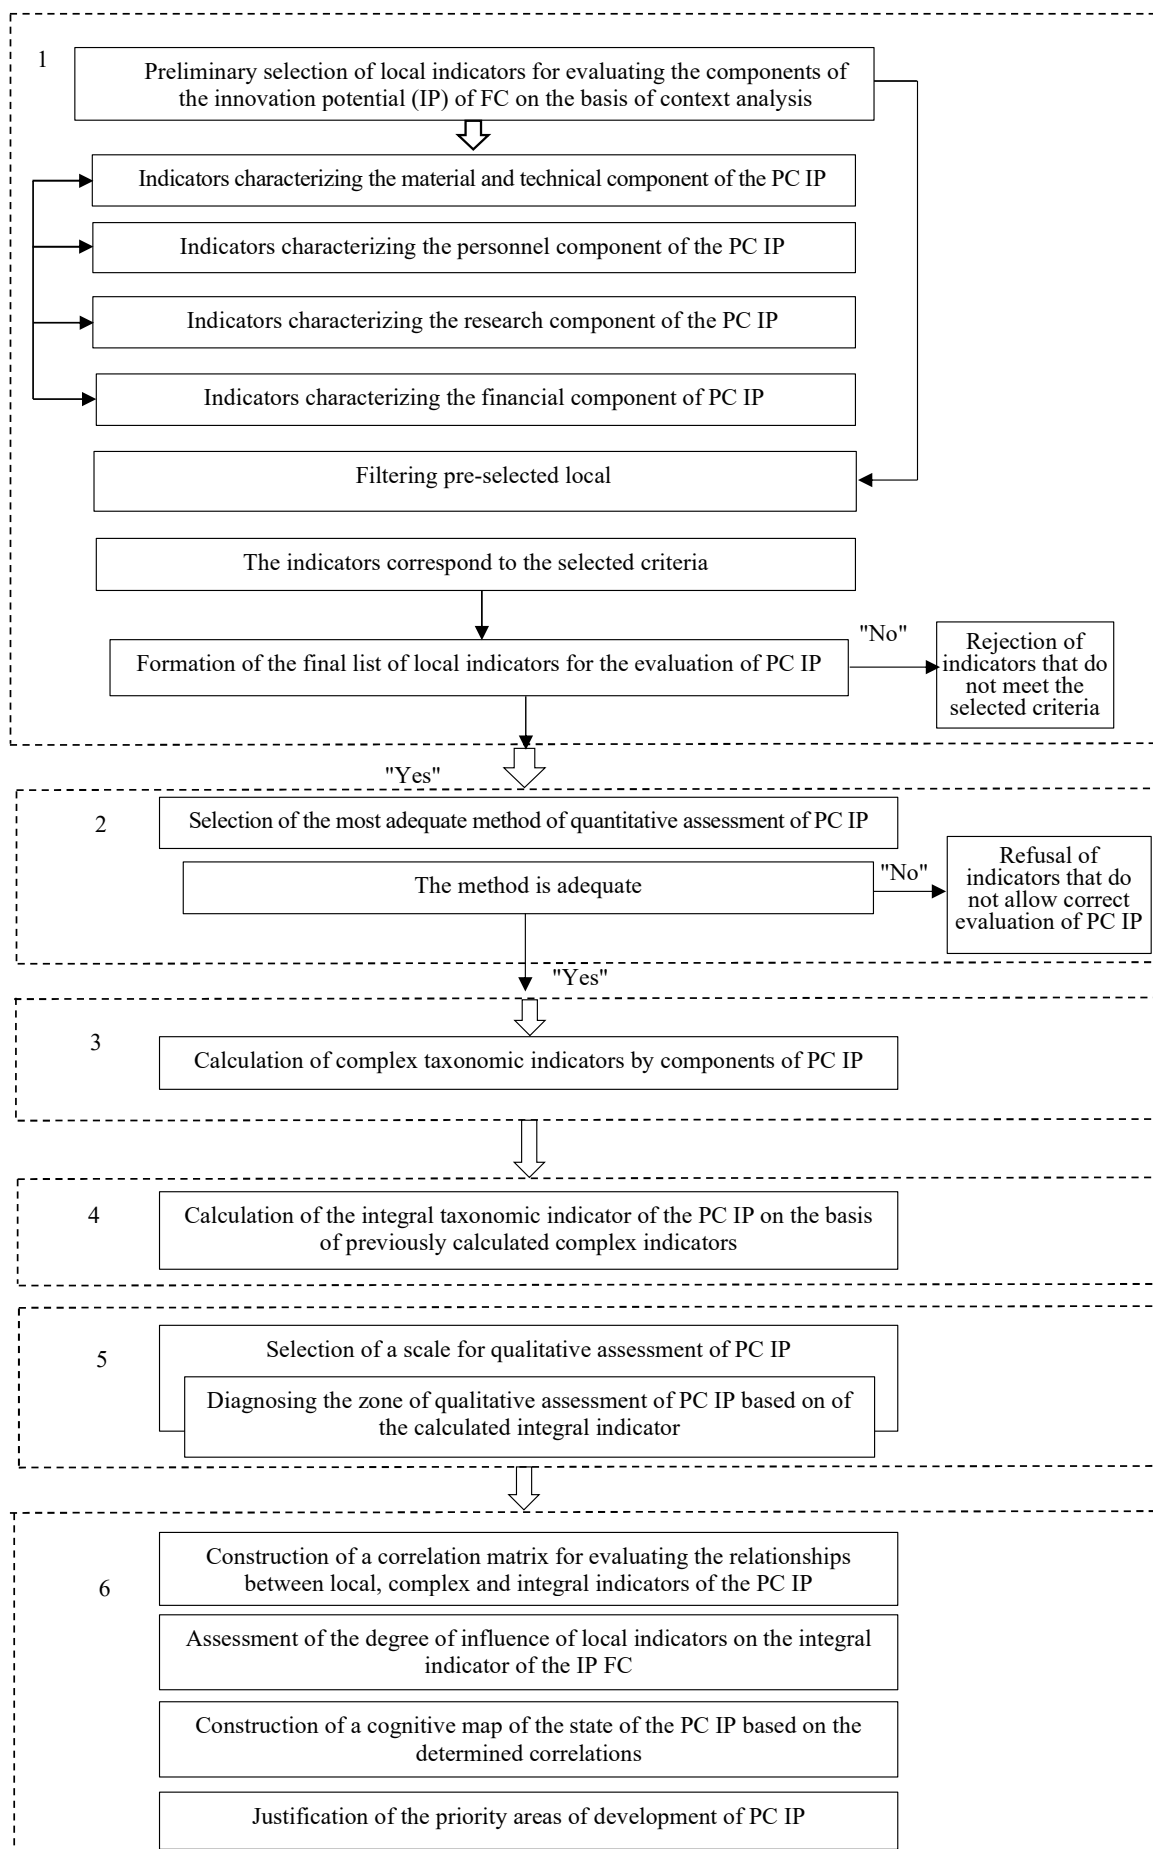 1
Preliminary selection of local indicators for evaluating the components of
the innovation potential (IP) of FC on the basis of context analysis
Indicators characterizing the material and technical component of the PC IP
Indicators characterizing the personnel component of the PC IP
Indicators characterizing the research component of the PC IP
Indicators characterizing the financial component of PC IP
Filtering pre-selected local
The indicators correspond to the selected criteria
Formation of the final list of local indicators for the evaluation of PC IP
"No"
Rejection of
indicators that do
not meet the
selected criteria
"Yes"
2
Selection of the most adequate method of quantitative assessment of PC IP
The method is adequate
"No"
Refusal of
indicators that do
not allow correct
evaluation of PC IP
"Yes"
3
Calculation of complex taxonomic indicators by components of PC IP
4
Calculation of the integral taxonomic indicator of the PC IP on the basis
of previously calculated complex indicators
5
Selection of a scale for qualitative assessment of PC IP
Diagnosing the zone of qualitative assessment of PC IP based on of
the calculated integral indicator
6
Construction of a correlation matrix for evaluating the relationships
between local, complex and integral indicators of the PC IP
Assessment of the degree of influence of local indicators on the integral
indicator of the IP FC
Construction of a cognitive map of the state of the PC IP based on the
determined correlations
Justification of the priority areas of development of PC IP